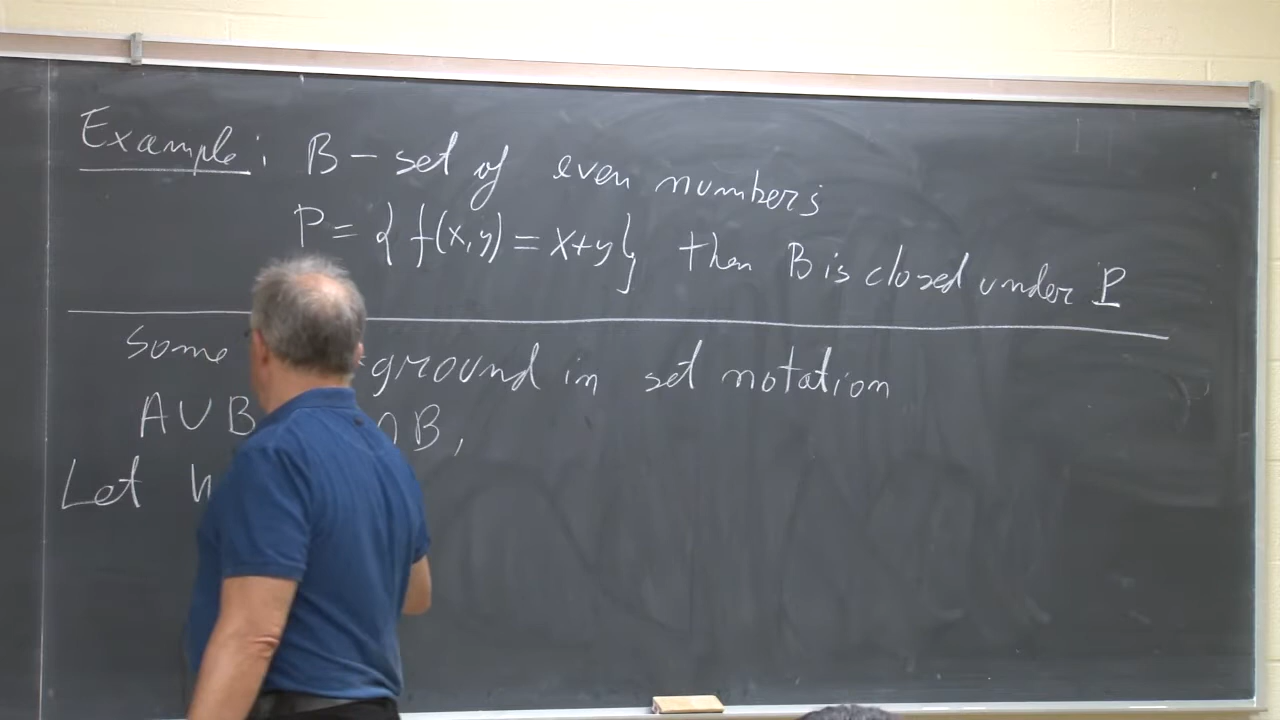 Example: B – set of even numbers
P = { f(x,y) = x+y} then B is closed under P
Some ground in set notation
A ∪ B ∩ B,
Let